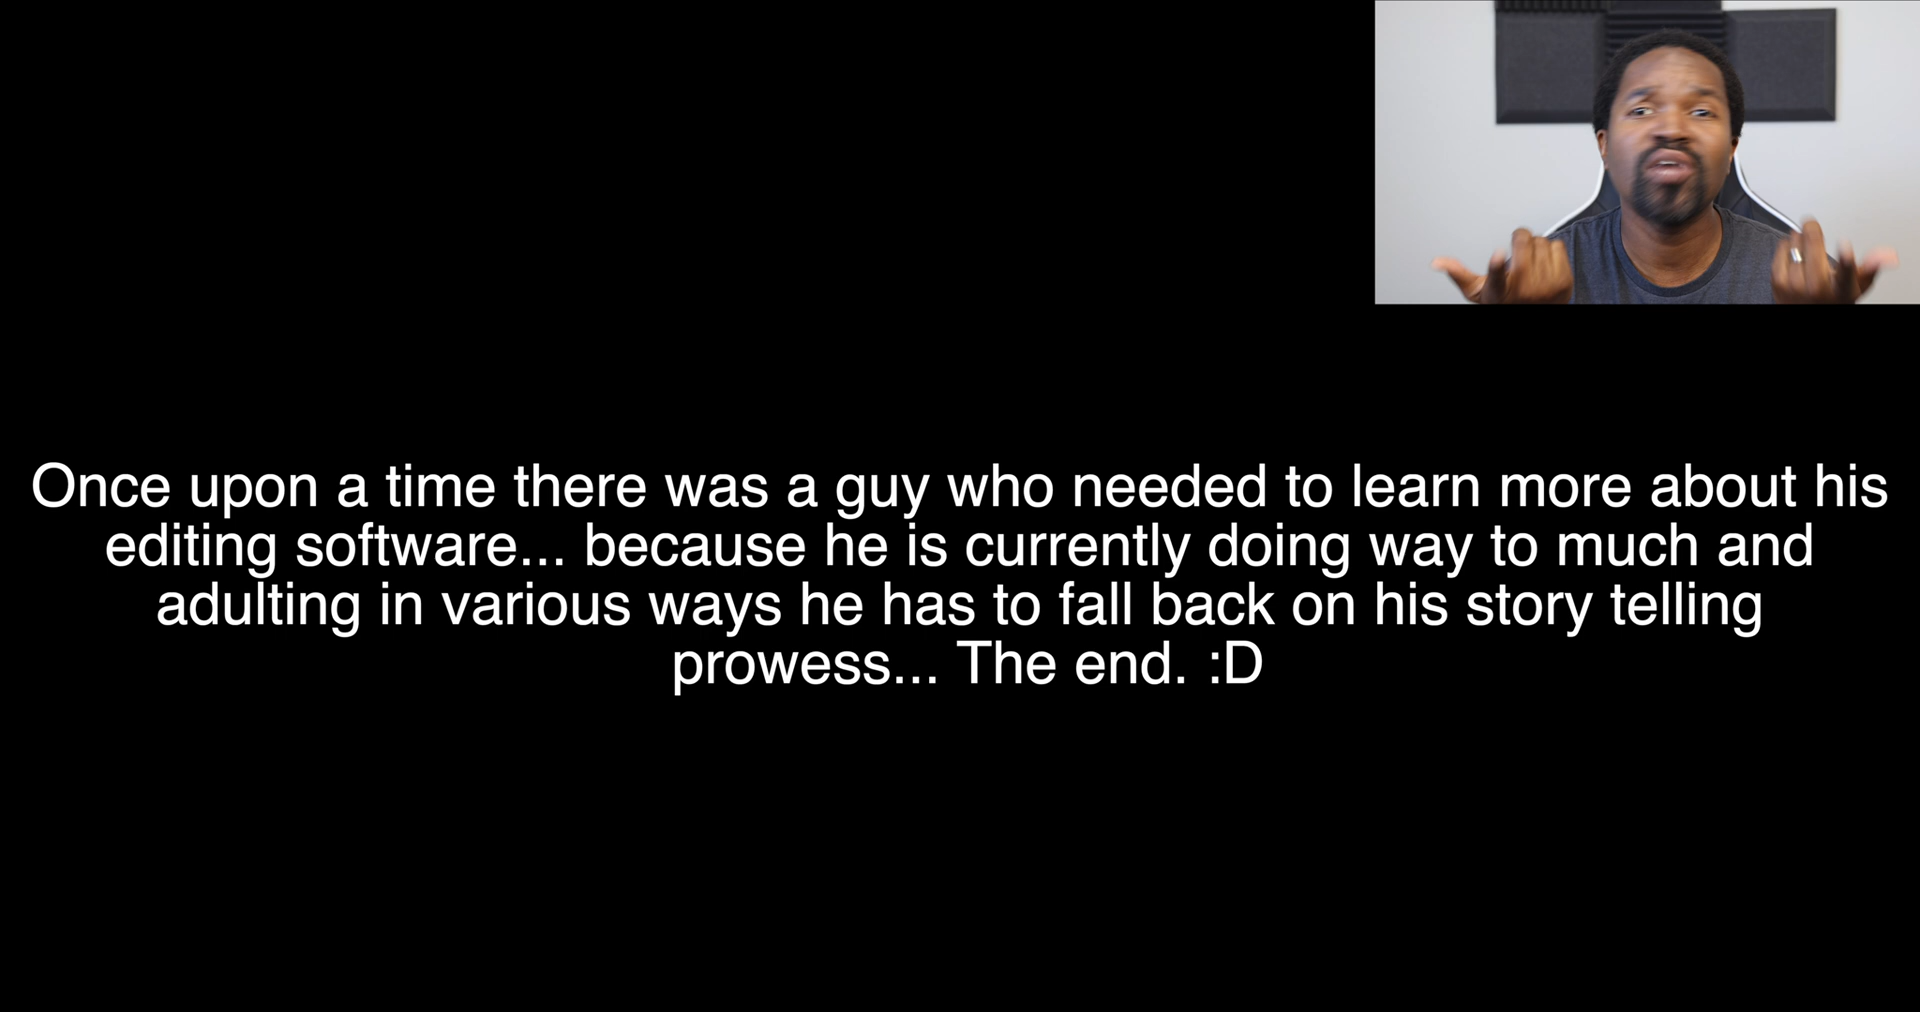 Once upon a time there was a guy who needed to learn more about his
editing software... because he is currently doing way to much and
adulting in various ways he has to fall back on his story telling
prowess... The end. :D